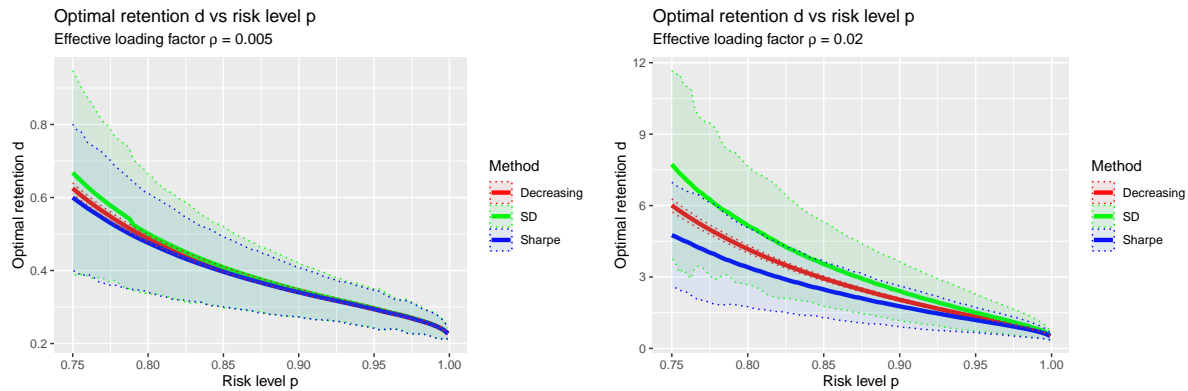 Optimal retention d vs risk level p
Effective loading factor ρ = 0.005
Optimal retention d
0.8
0.6
0.4
0.2
0.75
0.80
0.85
0.90
0.95
1.00
Risk level p
Method
Decreasing
SD
Sharpe
Optimal retention d vs risk level p
Effective loading factor ρ = 0.02
Optimal retention d
12
9
6
3
0
0.75
0.80
0.85
0.90
0.95
1.00
Risk level p
Method
Decreasing
SD
Sharpe